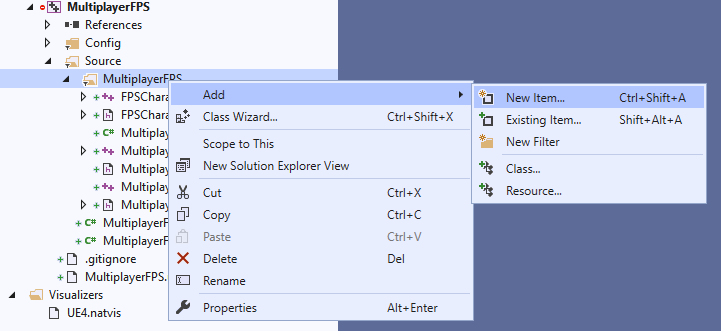 MultiplayerFPS
References
Config
Source
MultiplayerFPS
FPSChara
FPSChara
Multiplay
Multiplay
Multiplay
Multiplay
Multiplay
MultiplayerF
MultiplayerF
.gitignore
MultiplayerFPS.
Visualizers
UE4.natvis
Add
Class Wizard... Ctrl+Shift+X
Scope to This
New Solution Explorer View
Cut Ctrl+X
Copy Ctrl+C
Paste Ctrl+V
Delete Del
Rename
Properties Alt+Enter
New Item... Ctrl+Shift+A
Existing Item... Shift+Alt+A
New Filter
Class...
Resource...